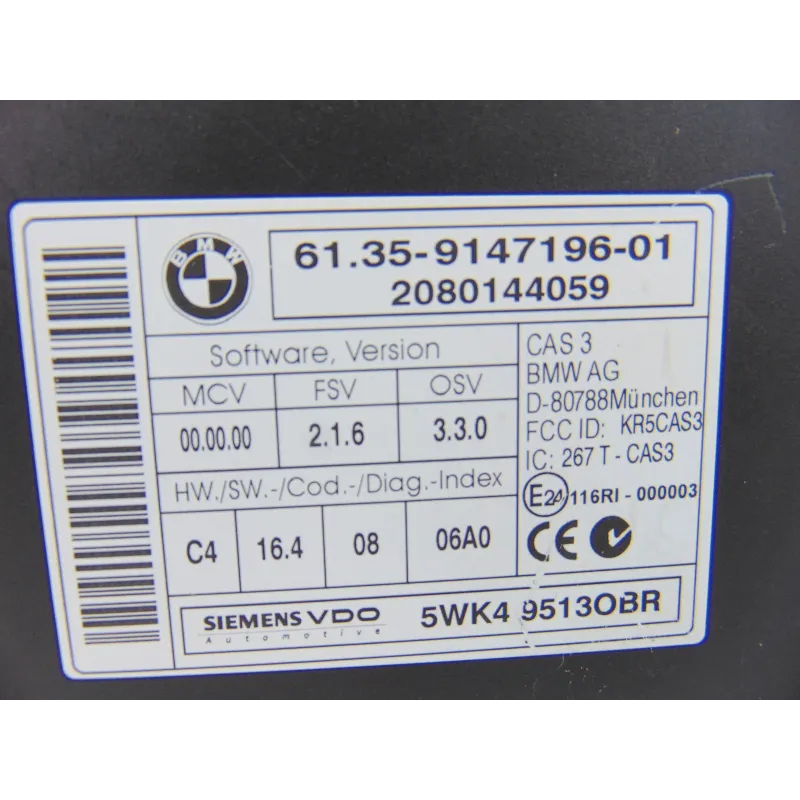 BMW
61.35-9147196-01
2080144059
Software, Version
MCV FSV OSV
00.00.00 2.1.6 3.3.0
HW./SW.-/Cod.-/Diag.-Index
C4 16.4 08 06A0
CAS 3
BMW AG
D-80788München
FCC ID: KR5CAS3
IC: 267 T - CAS3
E24 116RI - 000003
CE
SIEMENS VDO
Automotive
5WK4 9513OBR